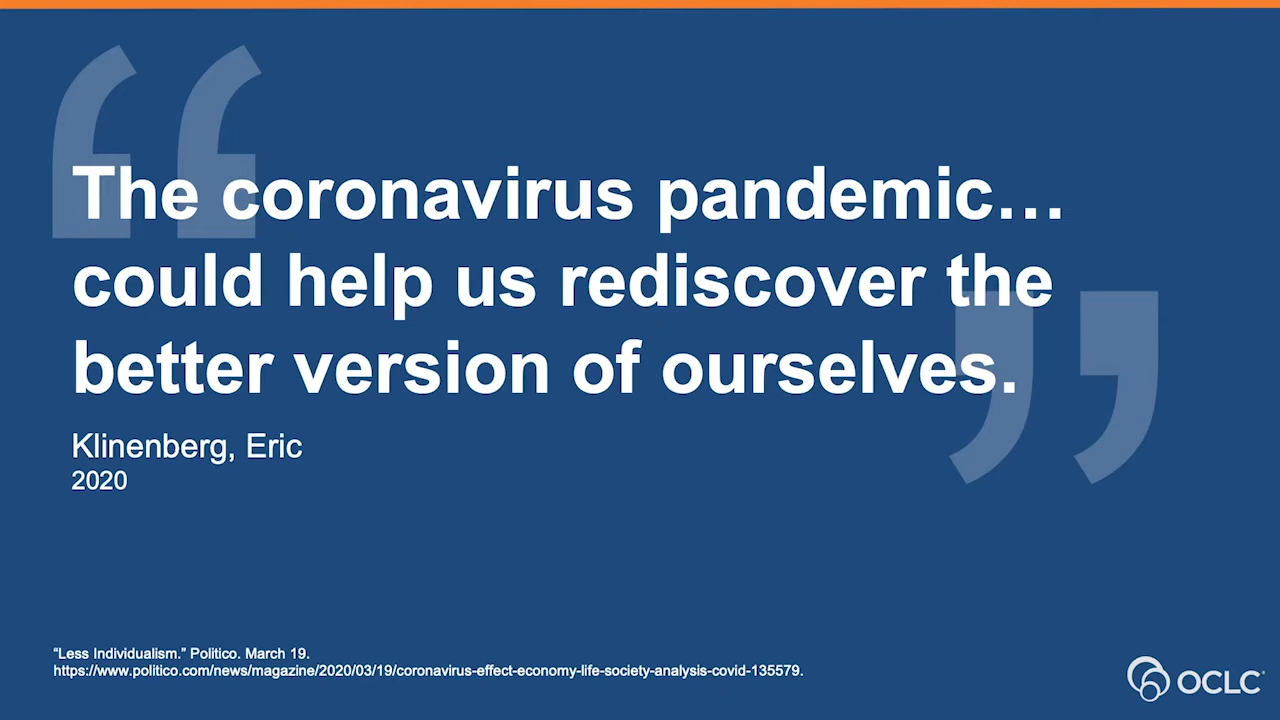 The coronavirus pandemic…
could help us rediscover the
better version of ourselves.
Klinenberg, Eric
2020
“Less Individualism.” Politico. March 19.
https://www.politico.com/news/magazine/2020/03/19/coronavirus-effect-economy-life-society-analysis-covid-135579.
OCLC